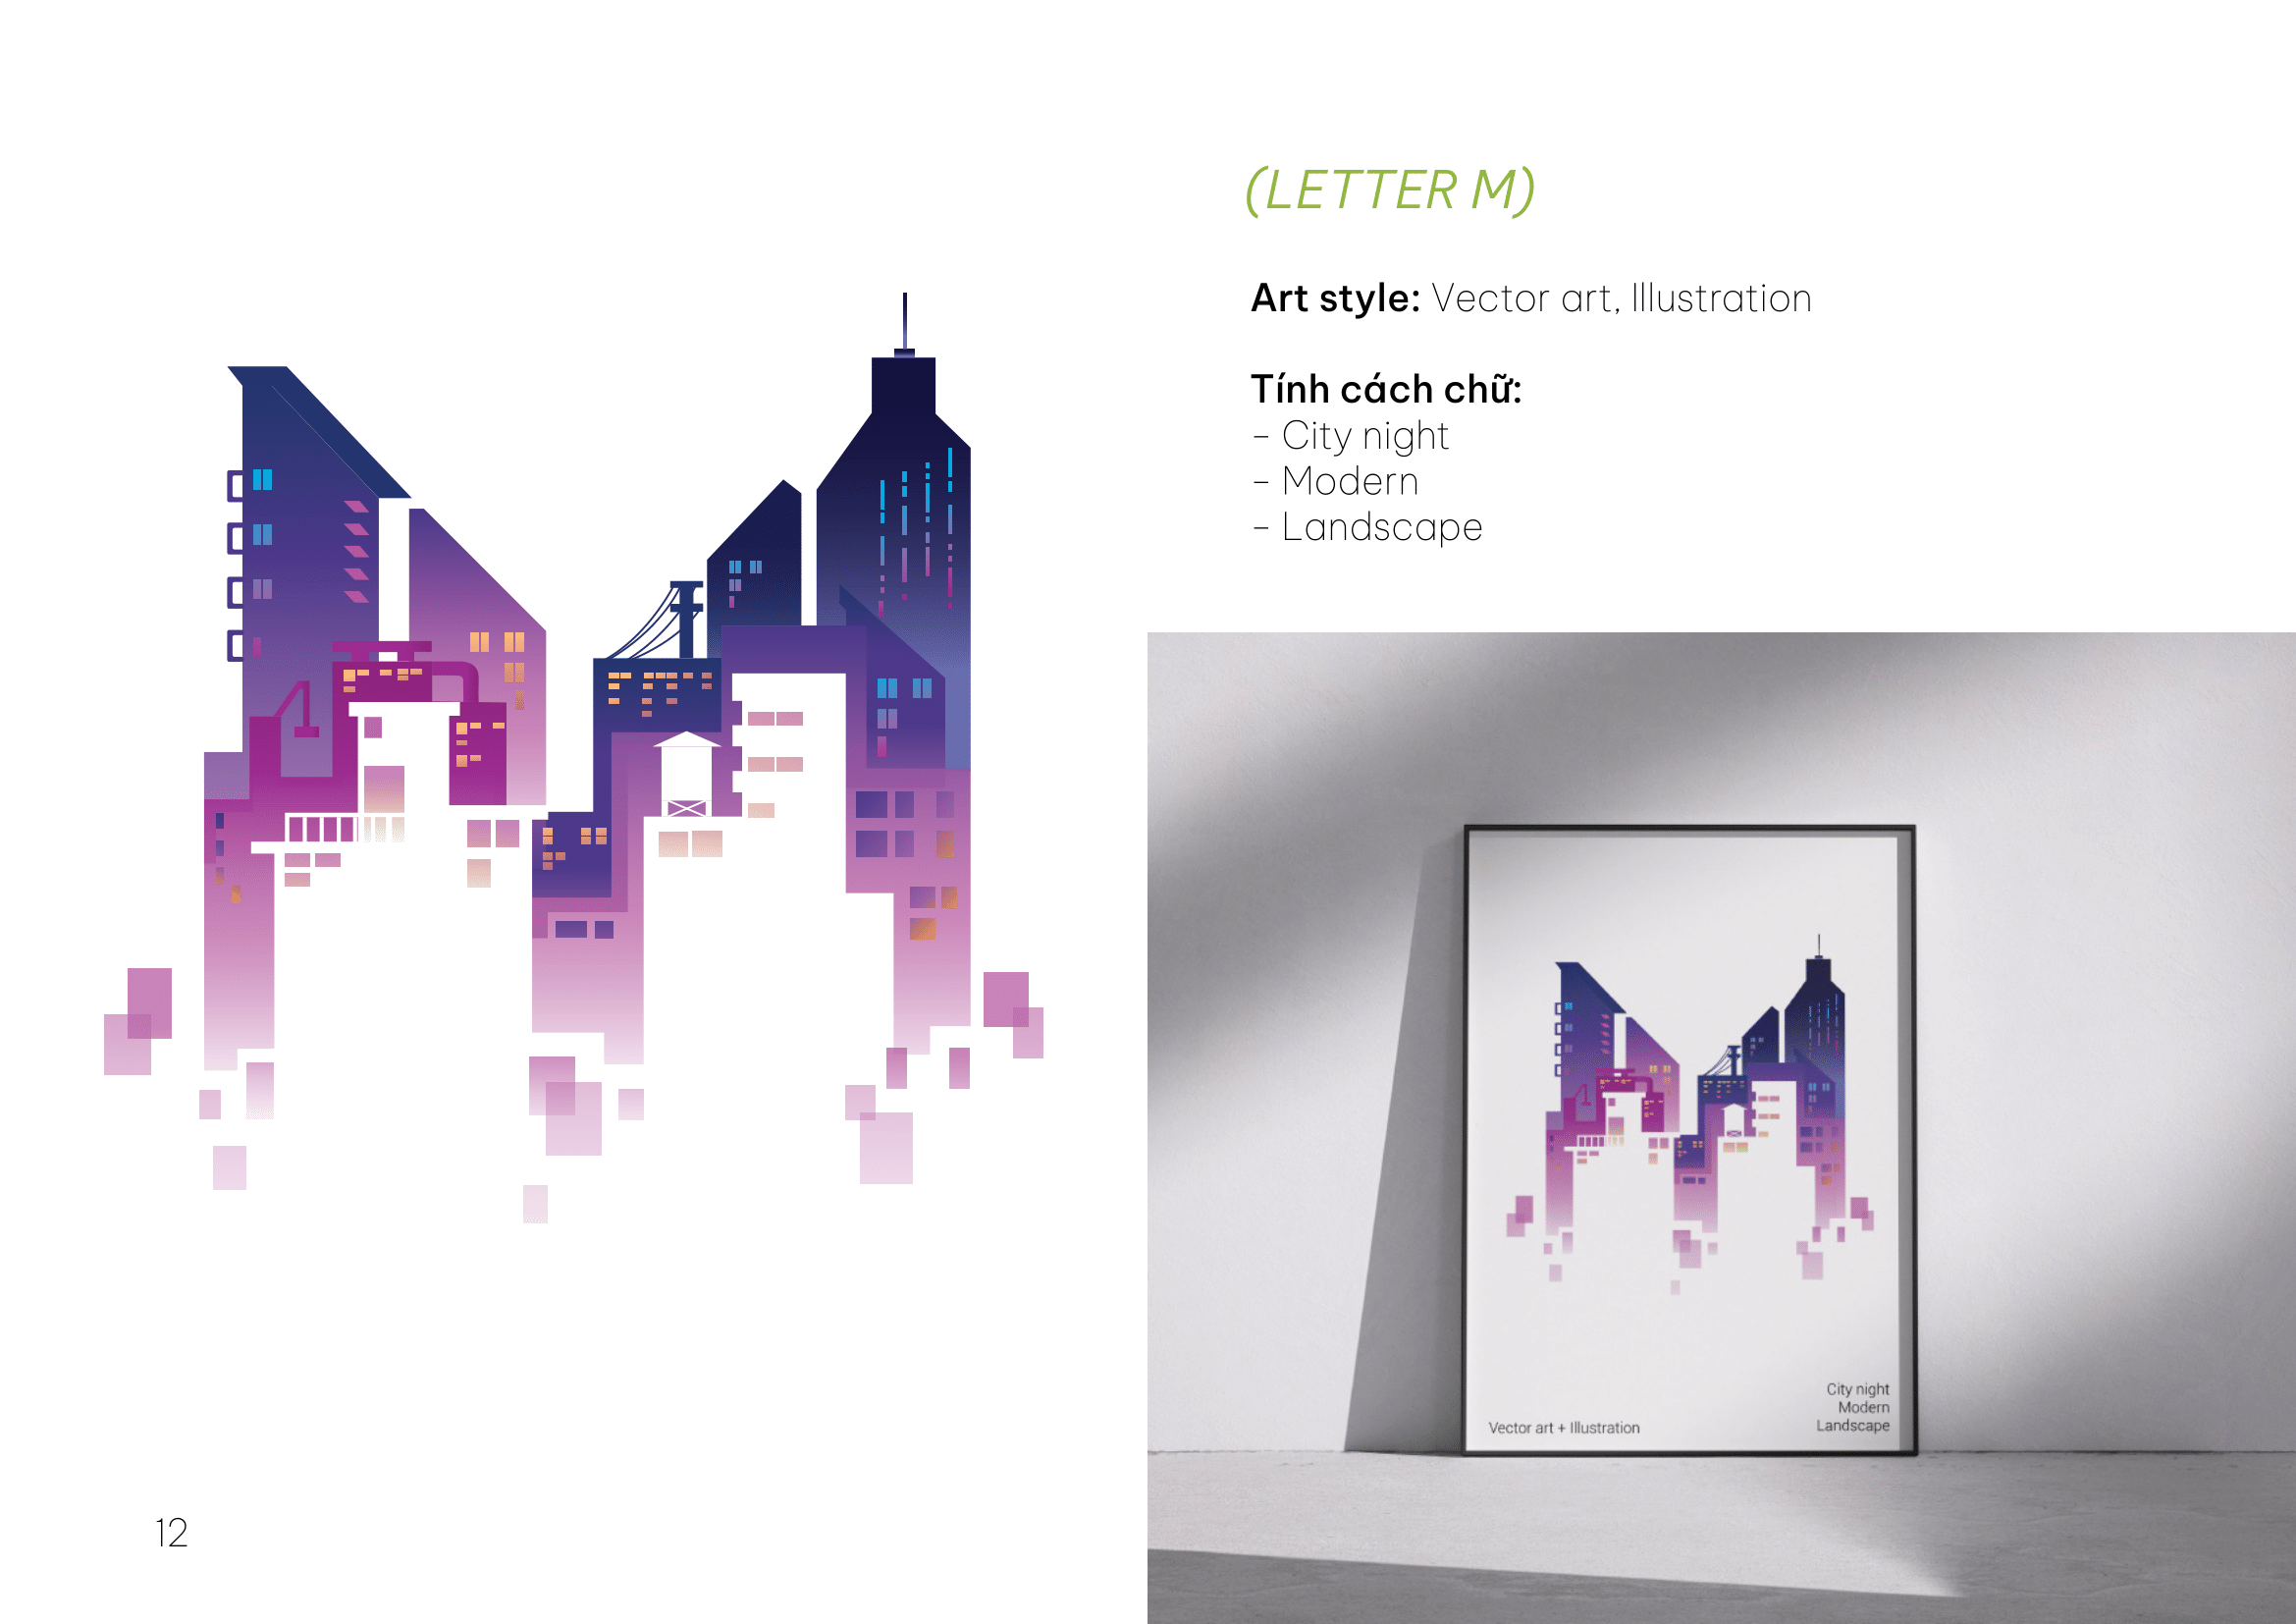 (LETTER M)
Art style: Vector art, Illustration
Tính cách chữ:
– City night
– Modern
– Landscape
City night
Modern
Landscape
Vector art + Illustration
12